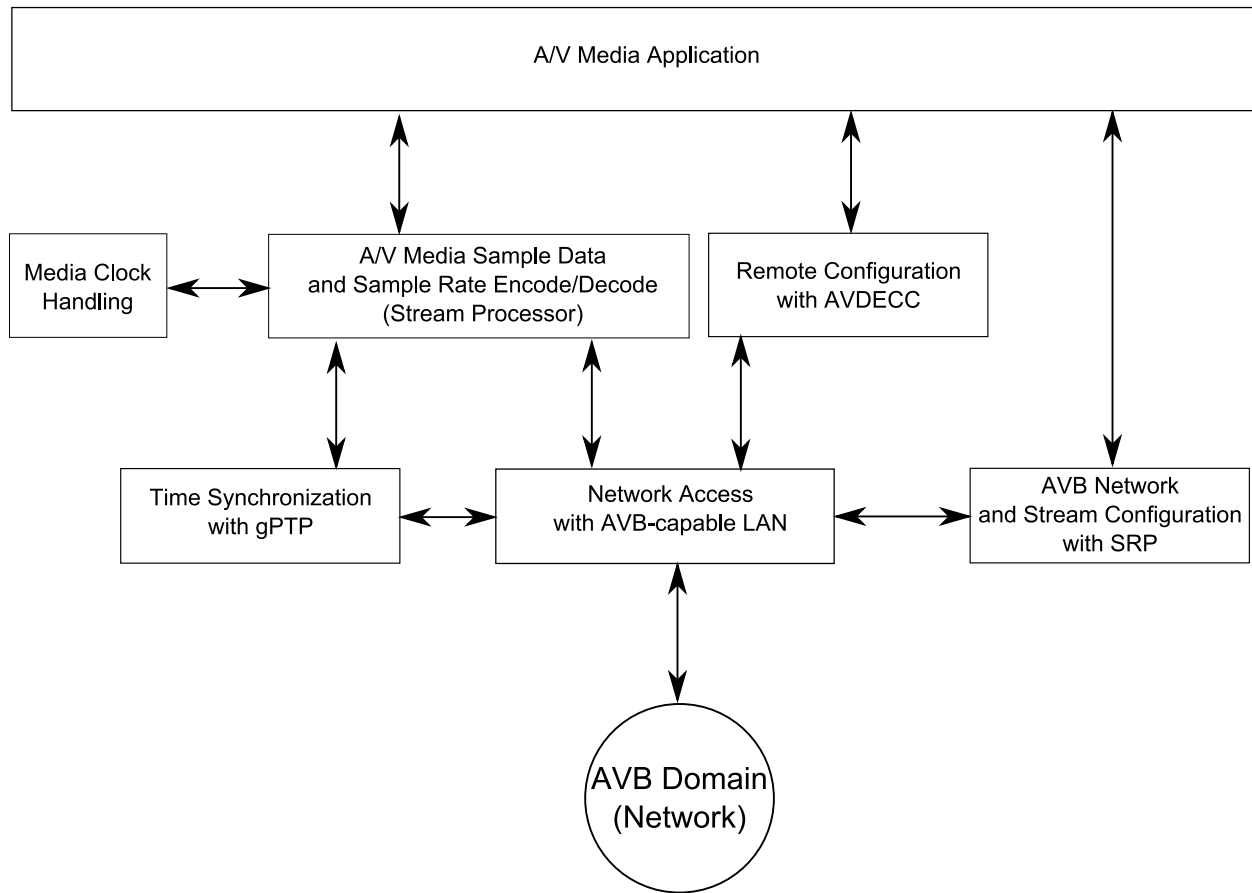 A/V Media Application
Media Clock
Handling
A/V Media Sample Data
and Sample Rate Encode/Decode
(Stream Processor)
Remote Configuration
with AVDECC
Time Synchronization
with gPTP
Network Access
with AVB-capable LAN
AVB Network
and Stream Configuration
with SRP
AVB Domain
(Network)